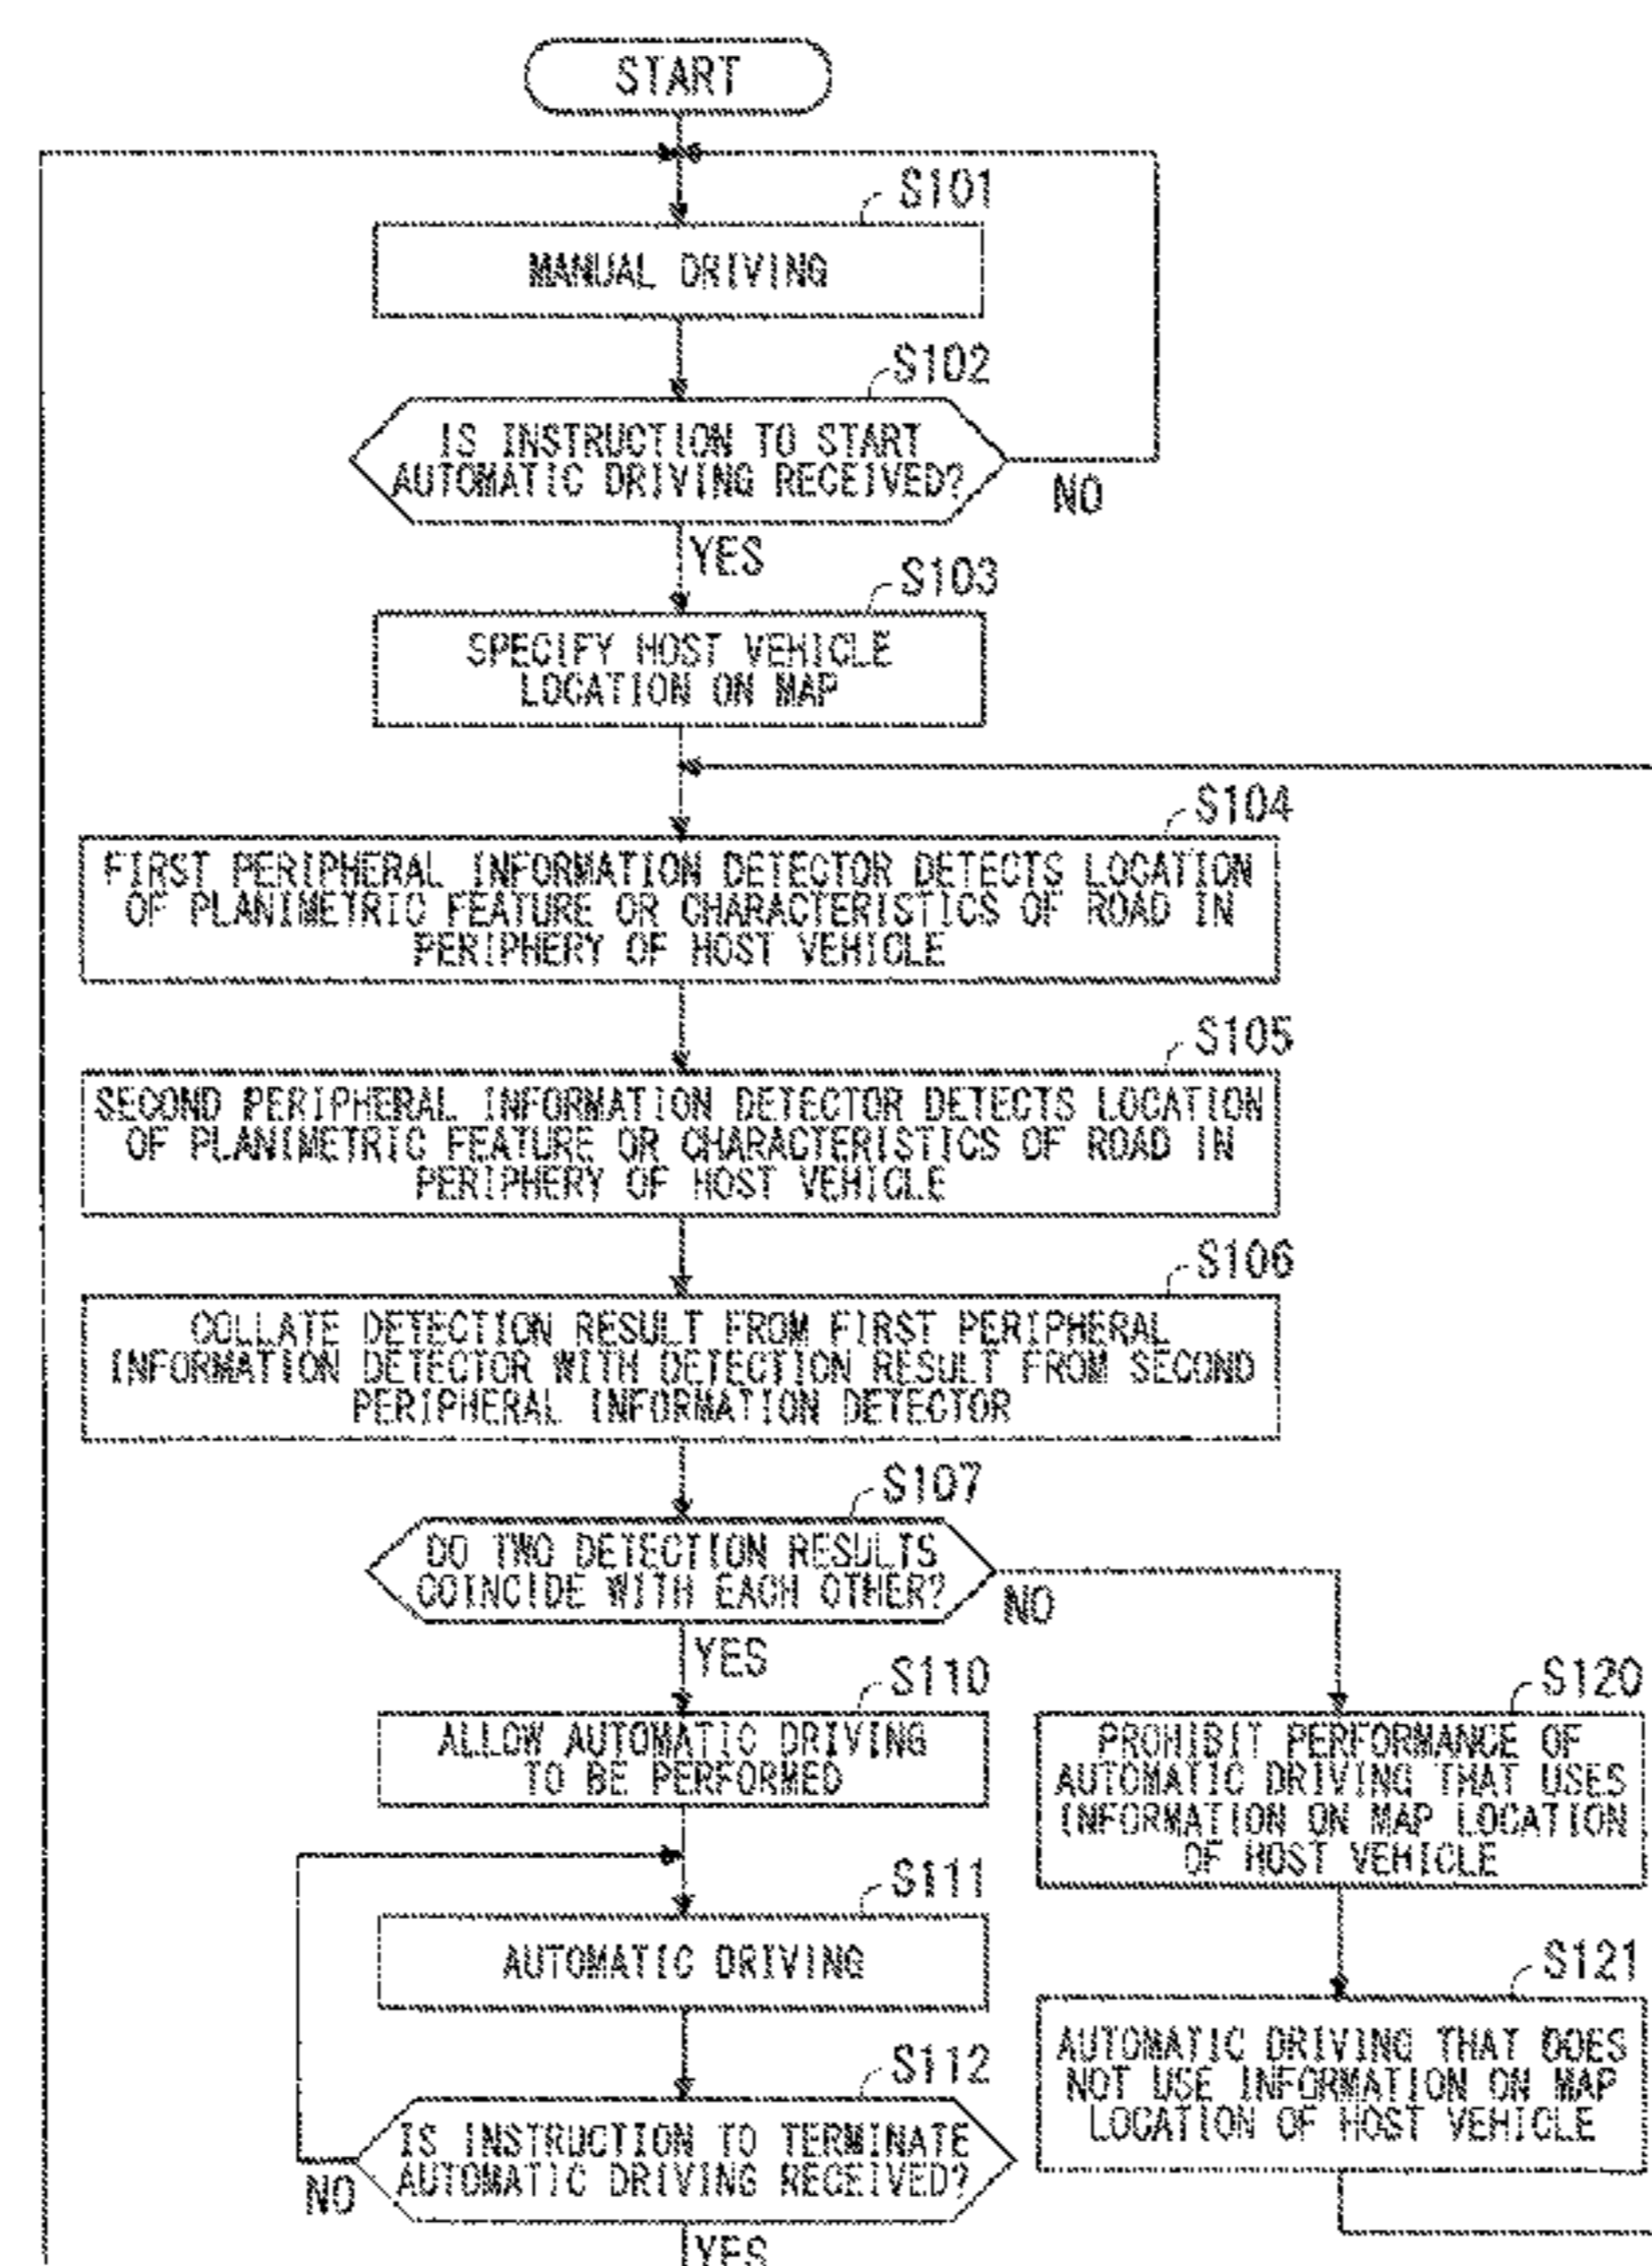 START
S101
MANUAL DRIVING
S102
IS INSTRUCTION TO START
AUTOMATIC DRIVING RECEIVED?
NO
YES
S103
SPECIFY HOST VEHICLE
LOCATION ON MAP
S104
FIRST PERIPHERAL INFORMATION DETECTOR DETECTS LOCATION
OF PLANIMETRIC FEATURE OR CHARACTERISTICS OF ROAD IN
PERIPHERY OF HOST VEHICLE
S105
SECOND PERIPHERAL INFORMATION DETECTOR DETECTS LOCATION
OF PLANIMETRIC FEATURE OR CHARACTERISTICS OF ROAD IN
PERIPHERY OF HOST VEHICLE
S106
COLLATE DETECTION RESULT FROM FIRST PERIPHERAL
INFORMATION DETECTOR WITH DETECTION RESULT FROM SECOND
PERIPHERAL INFORMATION DETECTOR
S107
DO TWO DETECTION RESULTS
COINCIDE WITH EACH OTHER?
NO
YES
S110
ALLOW AUTOMATIC DRIVING
TO BE PERFORMED
S120
PROHIBIT PERFORMANCE OF
AUTOMATIC DRIVING THAT USES
INFORMATION ON MAP LOCATION
OF HOST VEHICLE
S111
AUTOMATIC DRIVING
S121
AUTOMATIC DRIVING THAT DOES
NOT USE INFORMATION ON MAP
LOCATION OF HOST VEHICLE
S112
IS INSTRUCTION TO TERMINATE
AUTOMATIC DRIVING RECEIVED?
NO
YES